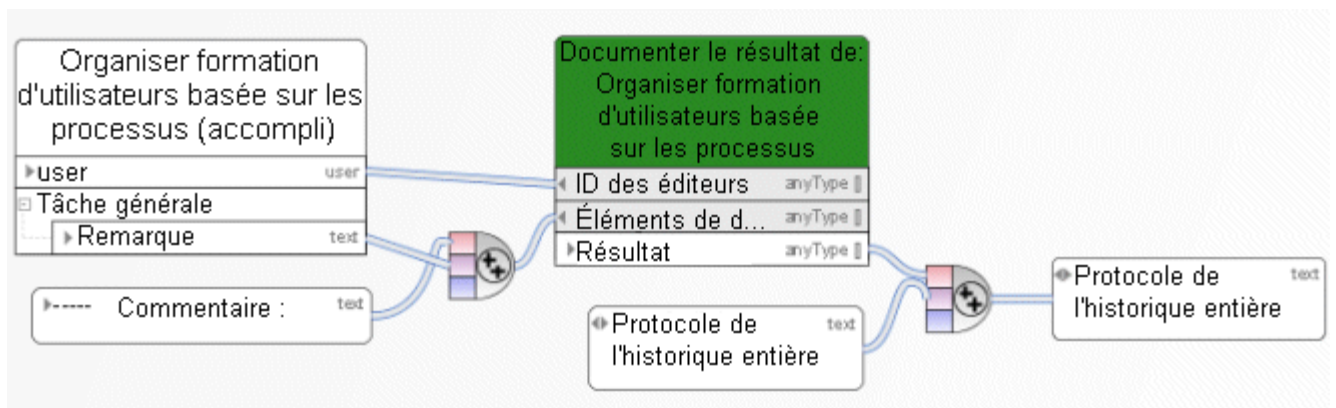 Organiser formation
d'utilisateurs basée sur les
processus (accompli)
user user
Tâche générale
Remarque text
----- Commentaire : text
Documenter le résultat de:
Organiser formation
d'utilisateurs basée
sur les processus
ID des éditeurs anyType []
Éléments de d... anyType []
Résultat anyType []
Protocole de text
l'historique entière
Protocole de text
l'historique entière